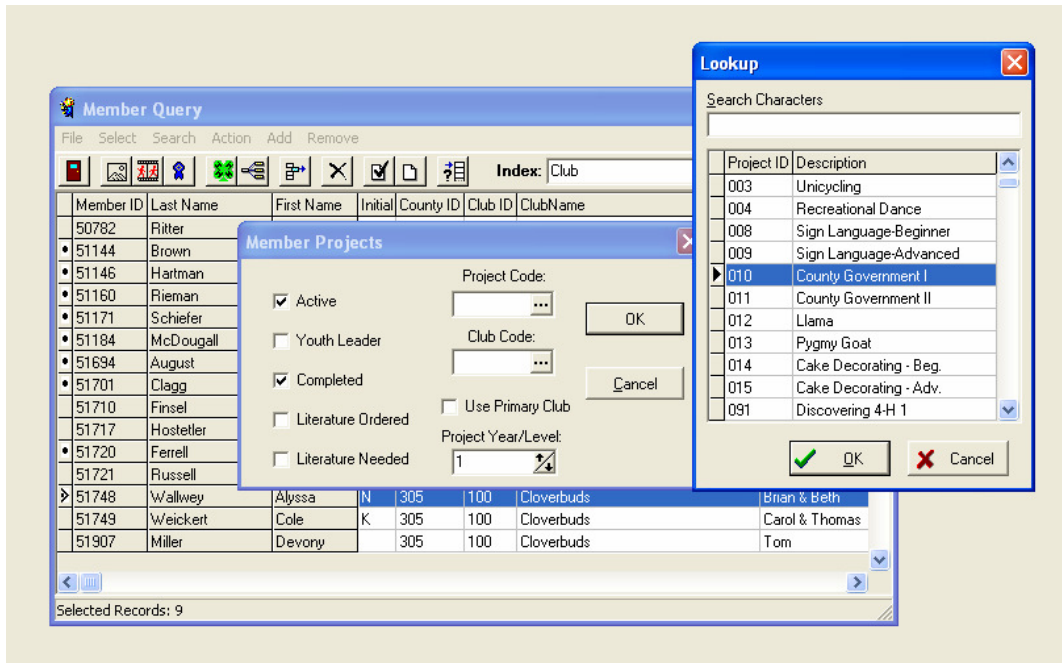 Member Query
File Select Search Action Add Remove
Index: Club
Member ID Last Name First Name Initial County ID Club ID ClubName
50782 Ritter
51144 Brown
51146 Hartman
51160 Rieman
51171 Schiefer
51184 McDougall
51694 August
51701 Clagg
51710 Finsel
51717 Hostetler
51720 Ferrell
51721 Russell
51748 Wallwey Alyssa N 305 100 Cloverbuds Brian & Beth
51749 Weickert Cole K 305 100 Cloverbuds Carol & Thomas
51907 Miller Devony 305 100 Cloverbuds Tom
Selected Records: 9
Member Projects
Active
Youth Leader
Completed
Literature Ordered
Literature Needed
Project Code:
...
Club Code:
...
Use Primary Club
Project Year/Level:
1
OK
Cancel
Lookup
Search Characters
Project ID Description
003 Unicycling
004 Recreational Dance
008 Sign Language-Beginner
009 Sign Language-Advanced
010 County Government I
011 County Government II
012 Llama
013 Pygmy Goat
014 Cake Decorating - Beg.
015 Cake Decorating - Adv.
091 Discovering 4-H 1
OK Cancel